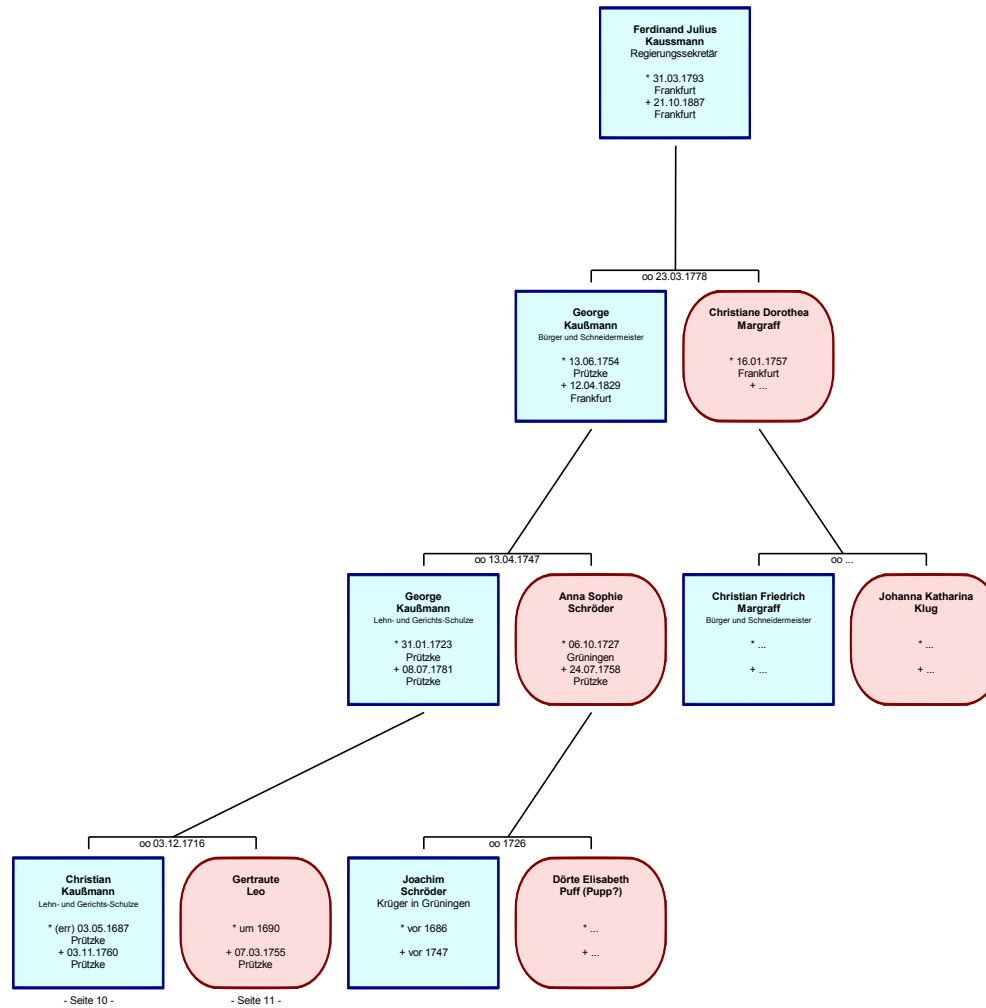 Ferdinand Julius
Kaussmann
Regierungssekretär
* 31.03.1793
Frankfurt
+ 21.10.1887
Frankfurt
oo 23.03.1778
George
Kaußmann
Bürger und Schneidermeister
* 13.06.1754
Prützke
+ 12.04.1829
Frankfurt
Christiane Dorothea
Margraff
* 16.01.1757
Frankfurt
+ ...
oo 13.04.1747
oo ...
George
Kaußmann
Lehn- und Gerichts-Schulze
* 31.01.1723
Prützke
+ 08.07.1781
Prützke
Anna Sophie
Schröder
* 06.10.1727
Grüningen
+ 24.07.1758
Prützke
Christian Friedrich
Margraff
Bürger und Schneidermeister
* ...
+ ...
Johanna Katharina
Klug
* ...
+ ...
oo 03.12.1716
oo 1726
Christian
Kaußmann
Lehn- und Gerichts-Schulze
* (err) 03.05.1687
Prützke
+ 03.11.1760
Prützke
Gertraute
Leo
* um 1690
+ 07.03.1755
Prützke
Joachim
Schröder
Krüger in Grüningen
* vor 1686
+ vor 1747
Dörte Elisabeth
Puff (Pupp?)
* ...
+ ...
- Seite 10 -
- Seite 11 -